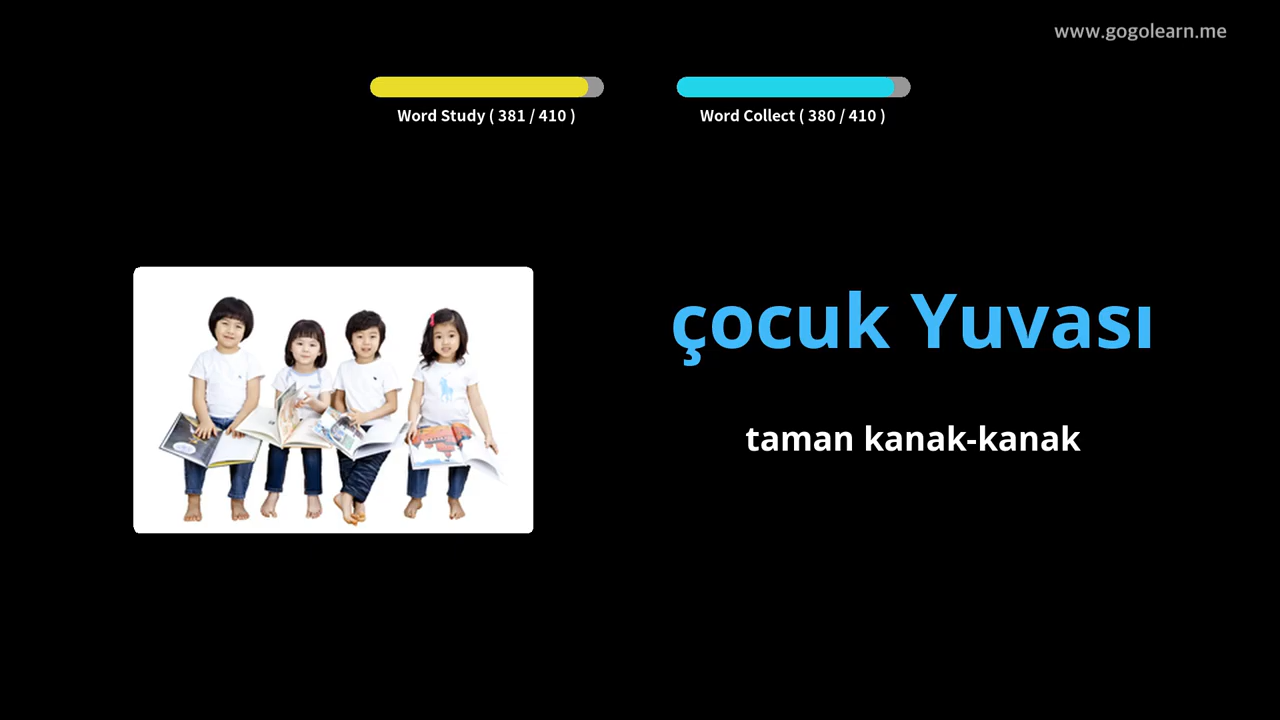 www.gogolearn.me
Word Study ( 381 / 410 )
Word Collect ( 380 / 410 )
çocuk Yuvası
taman kanak-kanak